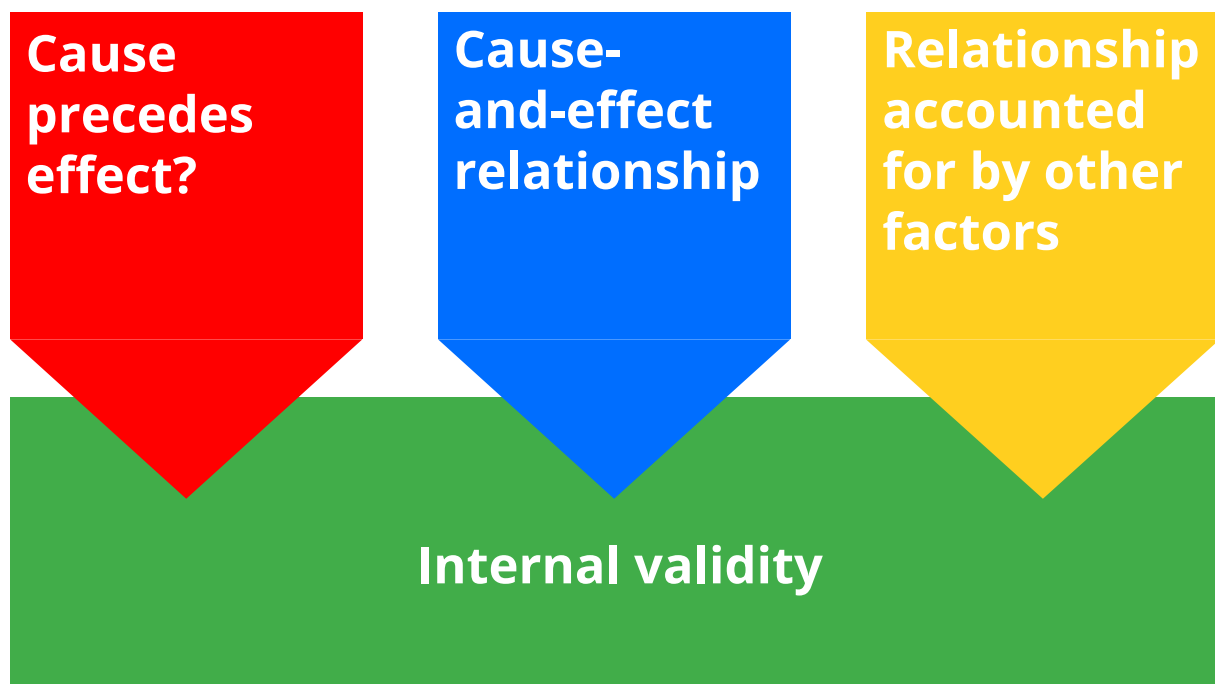 Cause
precedes
effect?
Cause-
and-effect
relationship
Relationship
accounted
for by other
factors
Internal validity